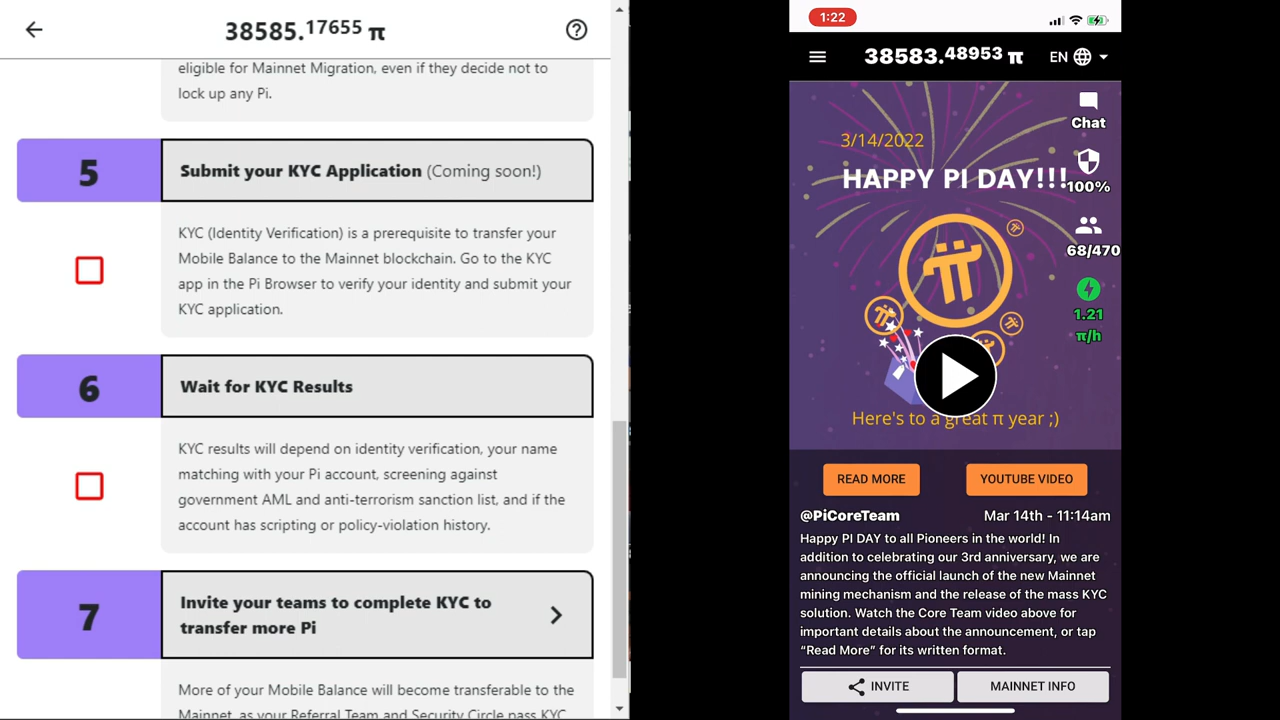 38585.17655 π
eligible for Mainnet Migration, even if they decide not to
lock up any Pi.
5
Submit your KYC Application (Coming soon!)
KYC (Identity Verification) is a prerequisite to transfer your
Mobile Balance to the Mainnet blockchain. Go to the KYC
app in the Pi Browser to verify your identity and submit your
KYC application.
6
Wait for KYC Results
KYC results will depend on identity verification, your name
matching with your Pi account, screening against
government AML and anti-terrorism sanction list, and if the
account has scripting or policy-violation history.
7
Invite your teams to complete KYC to
transfer more Pi
More of your Mobile Balance will become transferable to the
Mainnet, as your Referral Team and Security Circle pass KYC
1:22
38583.48953 π
EN
Chat
3/14/2022
HAPPY PI DAY!!!
100%
68/470
1.21
π/h
Here's to a great π year ;)
READ MORE
YOUTUBE VIDEO
@PiCoreTeam
Mar 14th - 11:14am
Happy PI DAY to all Pioneers in the world! In
addition to celebrating our 3rd anniversary, we are
announcing the official launch of the new Mainnet
mining mechanism and the release of the mass KYC
solution. Watch the Core Team video above for
important details about the announcement, or tap
“Read More” for its written format.
INVITE
MAINNET INFO